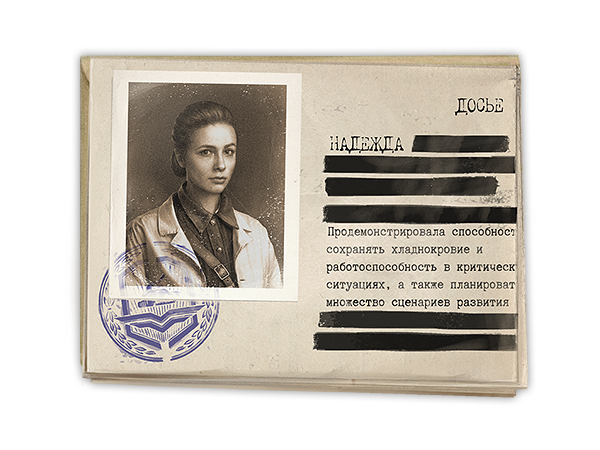 ДОСЬЕ
НАДЕЖДА
Продемонстрировала способност
сохранять хладнокровие и
работоспособность в критическ
ситуациях, а также планироват
множество сценариев развития